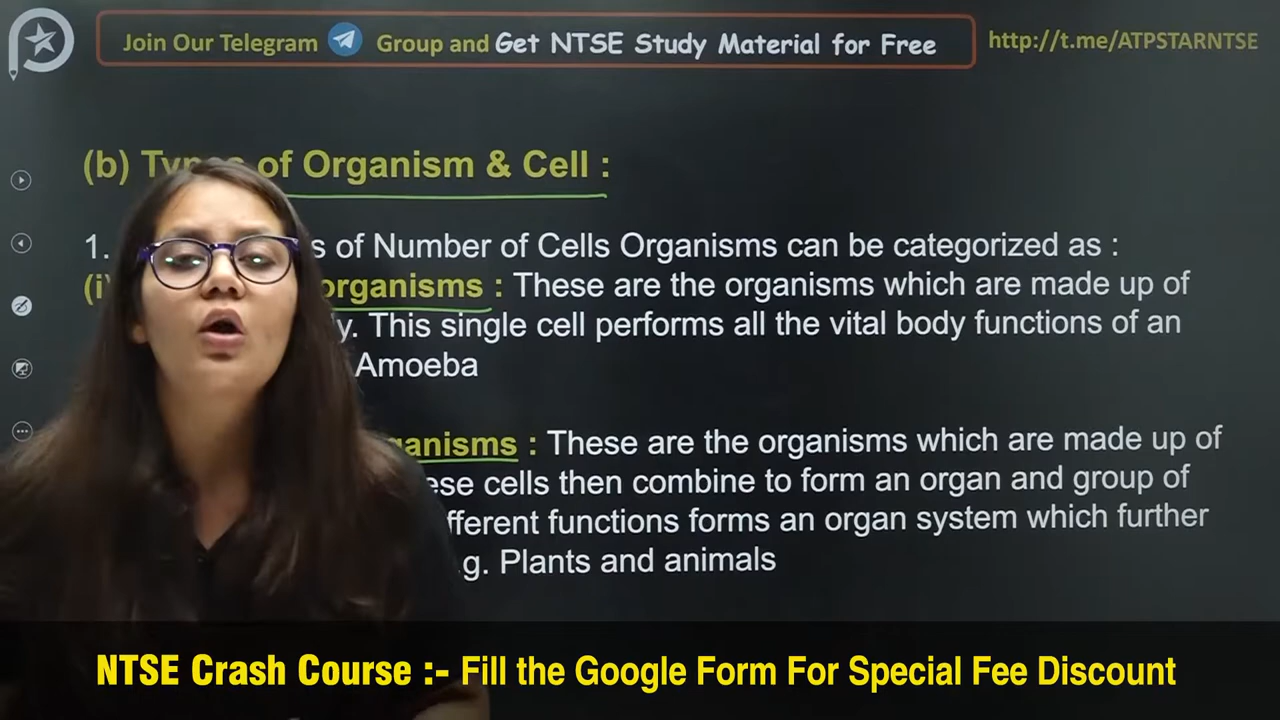 Join Our Telegram Group and Get NTSE Study Material for Free
http://t.me/ATPSTARNTSE
(b) Types of Organism & Cell :
1. s of Number of Cells Organisms can be categorized as :
(i) organisms : These are the organisms which are made up of
y. This single cell performs all the vital body functions of an
Amoeba
ganisms : These are the organisms which are made up of
ese cells then combine to form an organ and group of
fferent functions forms an organ system which further
.g. Plants and animals
NTSE Crash Course :- Fill the Google Form For Special Fee Discount